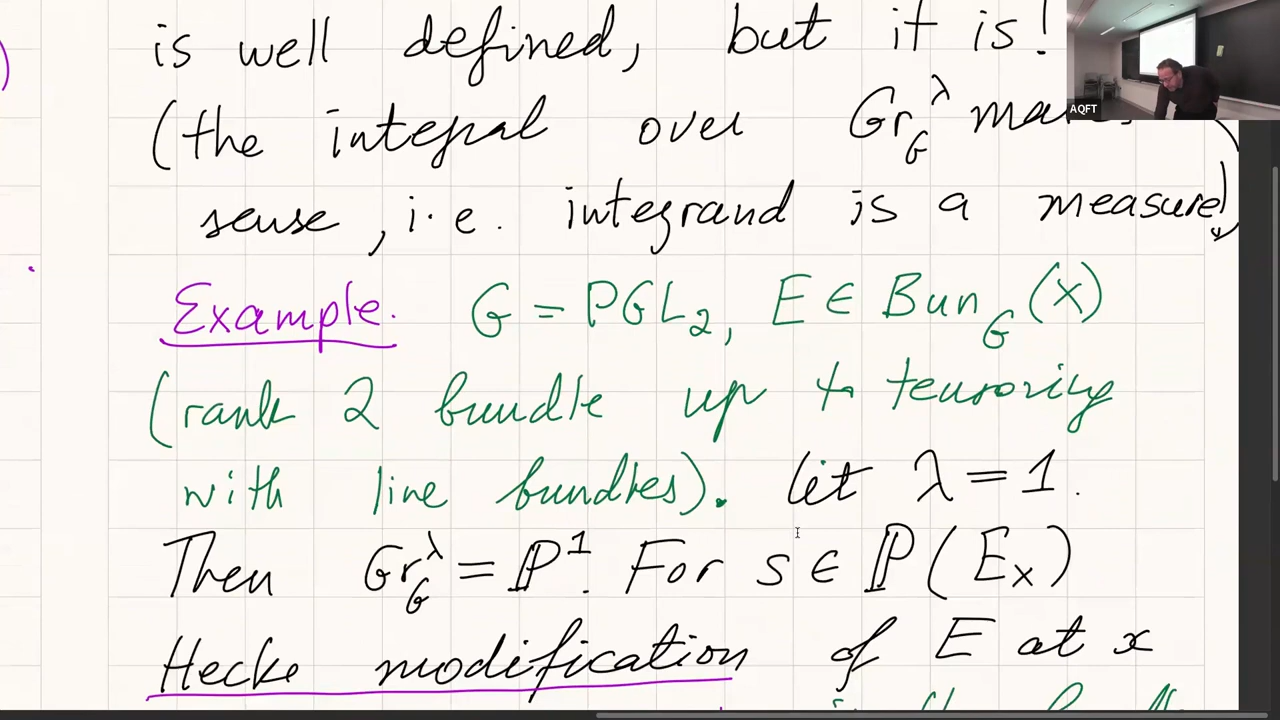 is well defined, but it is!
AQFT
(the integral over Gr_G^λ
sense, i.e. integrand is a measure)
Example. G = PGL_2, E ∈ Bun_G(X)
(rank 2 bundle up to tensoring
with line bundles). Let λ = 1.
Then Gr_G^λ = ℙ^1. For s ∈ ℙ(E_x)
Hecke modification of E at x